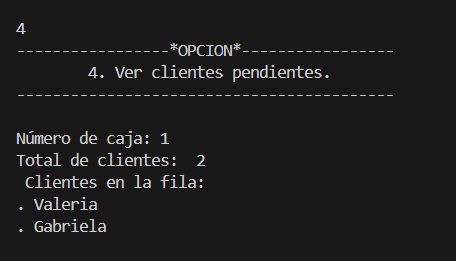 4
-----------------*OPCION*-----------------
4. Ver clientes pendientes.
------------------------------------------
Número de caja: 1
Total de clientes:  2
Clientes en la fila:
. Valeria
. Gabriela